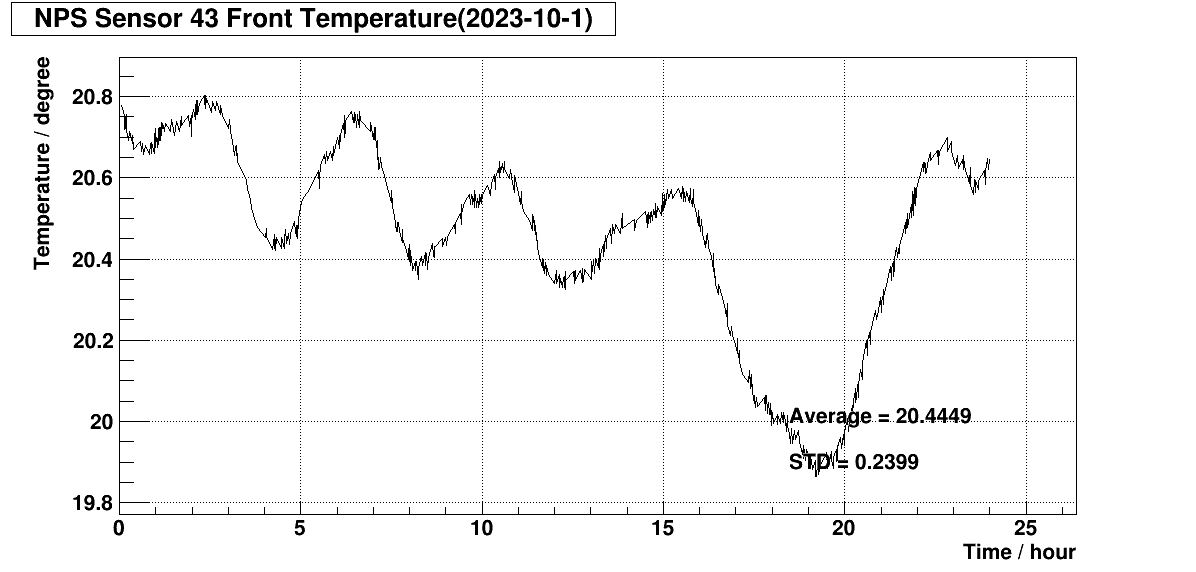 NPS Sensor 43 Front Temperature(2023-10-1)
Temperature / degree
20.8
20.6
20.4
20.2
20
19.8
Average = 20.4449
STD = 0.2399
0 5 10 15 20 25
Time / hour